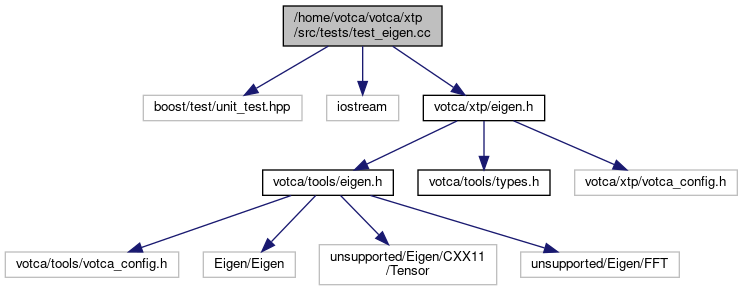 /home/votca/votca/xtp
/src/tests/test_eigen.cc
boost/test/unit_test.hpp
iostream
votca/xtp/eigen.h
votca/tools/eigen.h
votca/tools/types.h
votca/xtp/votca_config.h
votca/tools/votca_config.h
Eigen/Eigen
unsupported/Eigen/CXX11
/Tensor
unsupported/Eigen/FFT